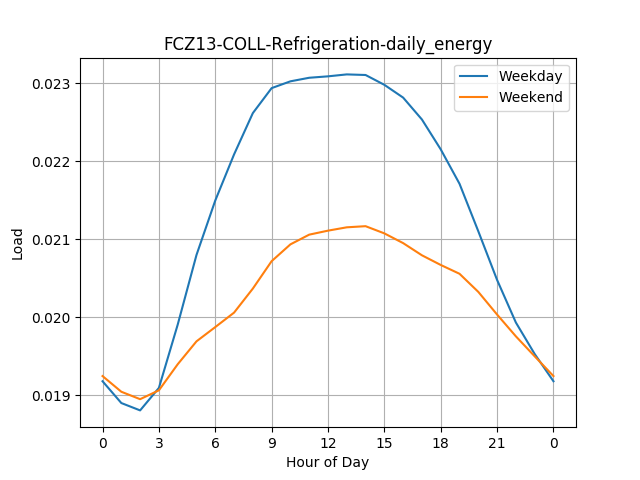 FCZ13-COLL-Refrigeration-daily_energy
Weekday
Weekend
0.023
0.022
0.021
0.020
0.019
Load
0 3 6 9 12 15 18 21 0
Hour of Day